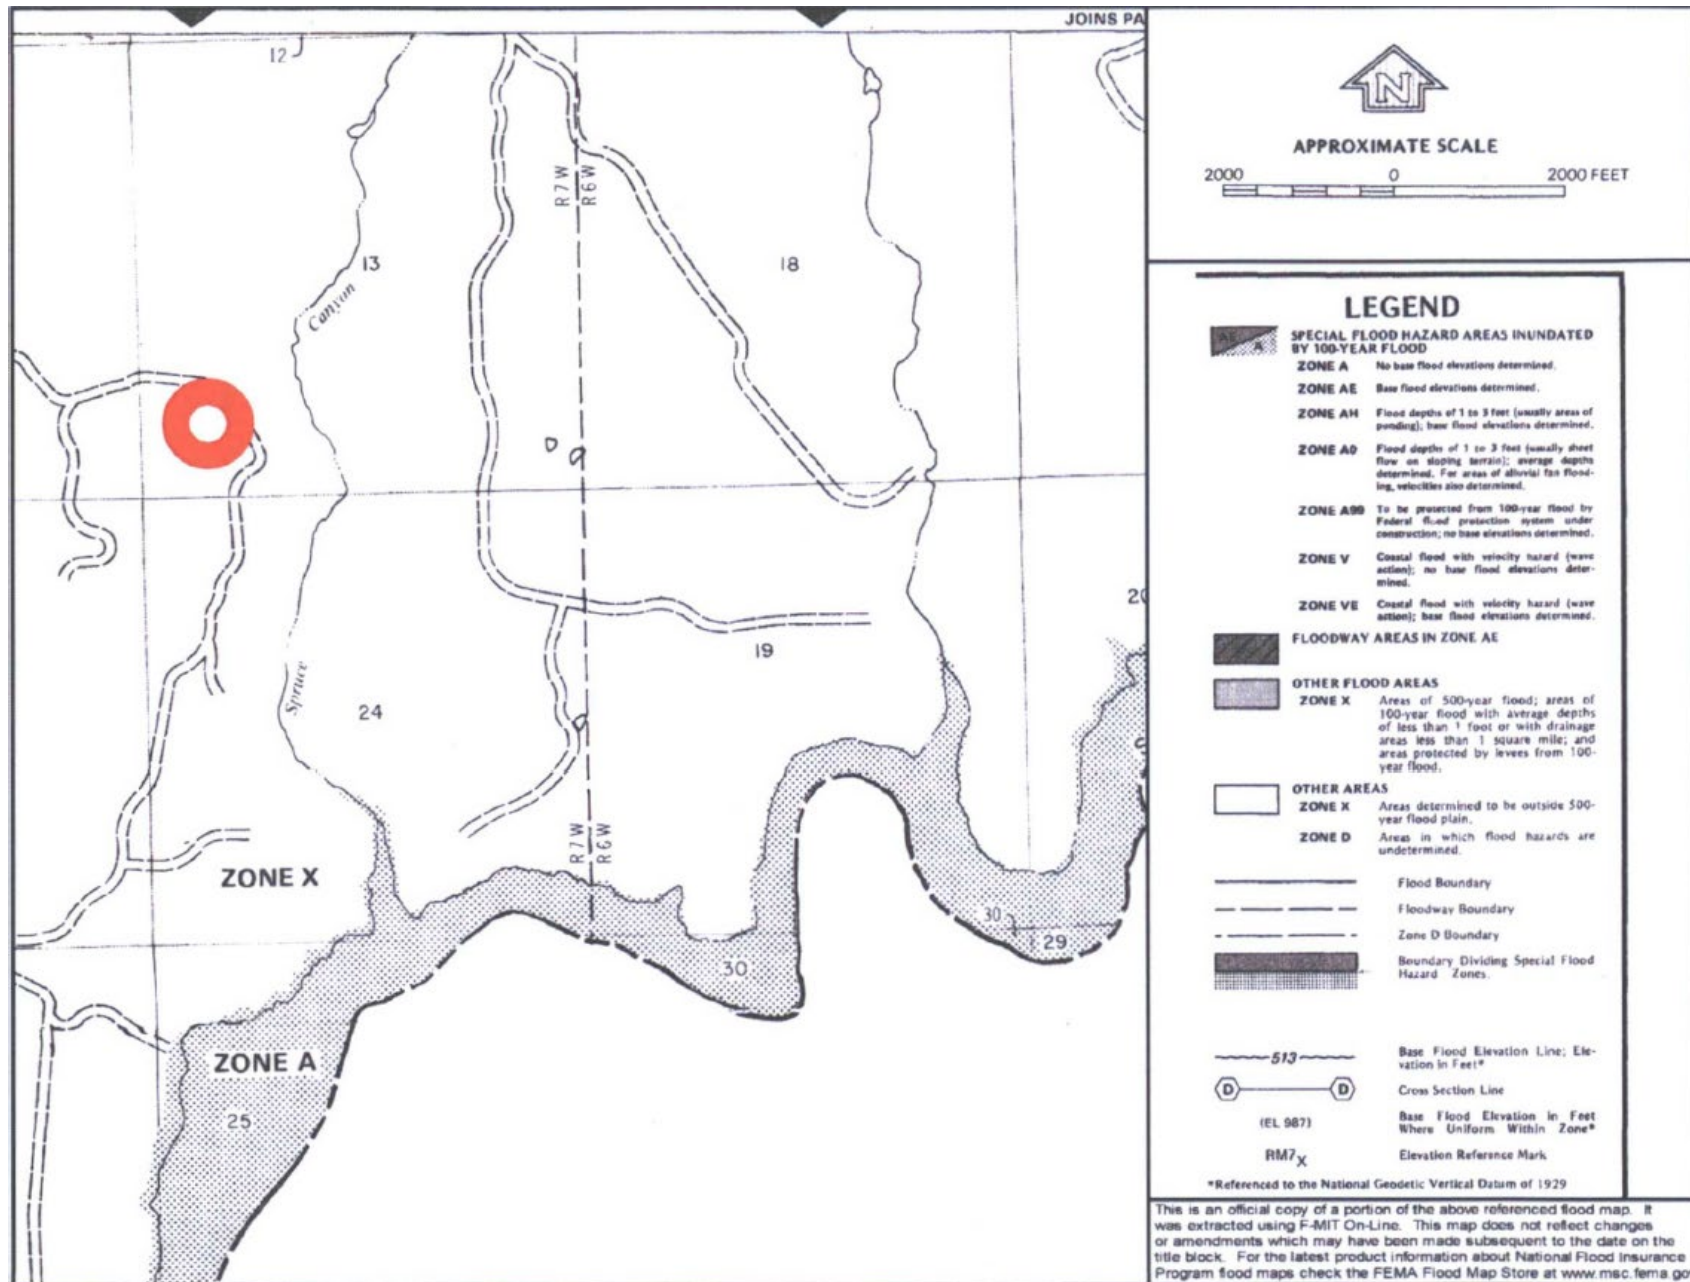 JOINS PA
12
R7W
R6W
13
18
Canyon
20
19
Spruce
24
R7W
R6W
ZONE X
30
29
30
ZONE A
25
N
APPROXIMATE SCALE
2000 0 2000 FEET
LEGEND
AE
A
SPECIAL FLOOD HAZARD AREAS INUNDATED
BY 100-YEAR FLOOD
ZONE A No base flood elevations determined.
ZONE AE Base flood elevations determined.
ZONE AH Flood depths of 1 to 3 feet (usually areas of
ponding); base flood elevations determined.
ZONE AO Flood depths of 1 to 3 feet (usually sheet
flow on sloping terrain); average depths
determined. For areas of alluvial fan flood-
ing, velocities also determined.
ZONE A99 To be protected from 100-year flood by
Federal flood protection system under
construction; no base elevations determined.
ZONE V Coastal flood with velocity hazard (wave
action); no base flood elevations deter-
mined.
ZONE VE Coastal flood with velocity hazard (wave
action); base flood elevations determined.
FLOODWAY AREAS IN ZONE AE
OTHER FLOOD AREAS
ZONE X Areas of 500-year flood; areas of
100-year flood with average depths
of less than 1 foot or with drainage
areas less than 1 square mile; and
areas protected by levees from 100-
year flood.
OTHER AREAS
ZONE X Areas determined to be outside 500-
year flood plain.
ZONE D Areas in which flood hazards are
undetermined.
Flood Boundary
Floodway Boundary
Zone D Boundary
Boundary Dividing Special Flood
Hazard Zones.
513 Base Flood Elevation Line; Ele-
vation in Feet*
D D Cross Section Line
(EL 987) Base Flood Elevation in Feet
Where Uniform Within Zone*
RM7X Elevation Reference Mark
*Referenced to the National Geodetic Vertical Datum of 1929
This is an official copy of a portion of the above referenced flood map. It
was extracted using F-MIT On-Line. This map does not reflect changes
or amendments which may have been made subsequent to the date on the
title block. For the latest product information about National Flood Insurance
Program flood maps check the FEMA Flood Map Store at www.msc.fema.go